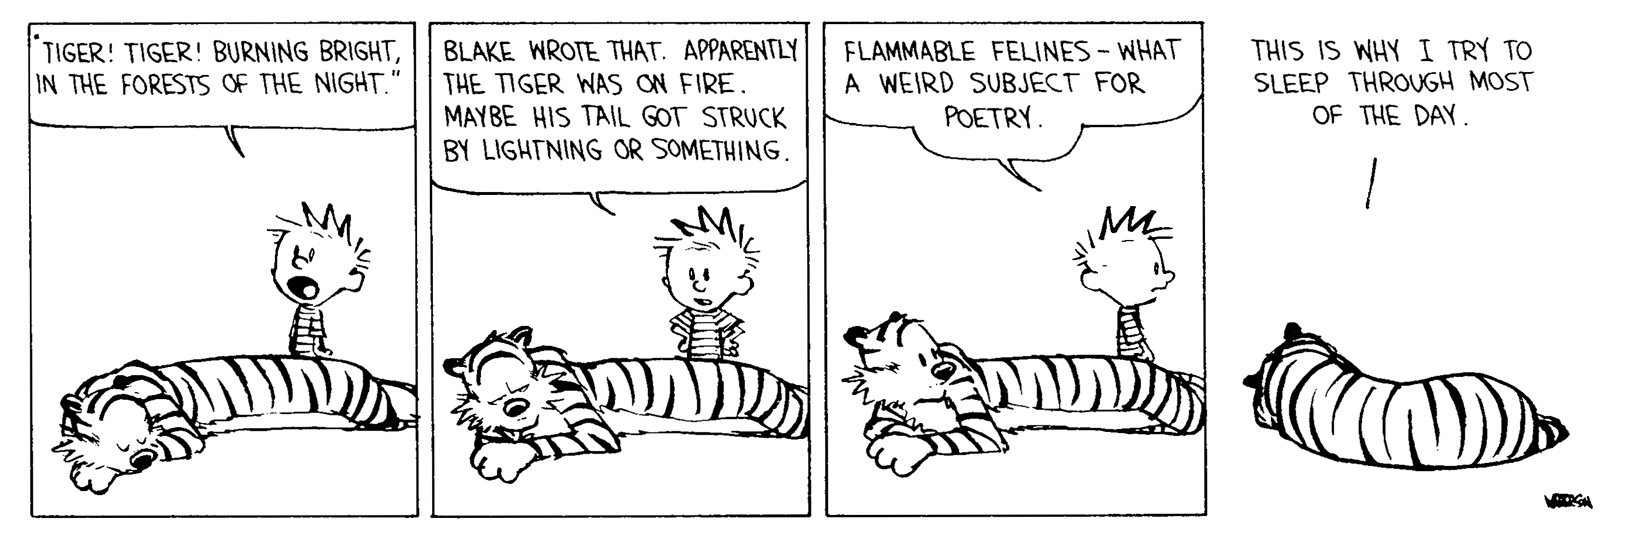 "TIGER! TIGER! BURNING BRIGHT,
IN THE FORESTS OF THE NIGHT."
BLAKE WROTE THAT. APPARENTLY
THE TIGER WAS ON FIRE.
MAYBE HIS TAIL GOT STRUCK
BY LIGHTNING OR SOMETHING.
FLAMMABLE FELINES – WHAT
A WEIRD SUBJECT FOR
POETRY.
THIS IS WHY I TRY TO
SLEEP THROUGH MOST
OF THE DAY.
WATTERSON